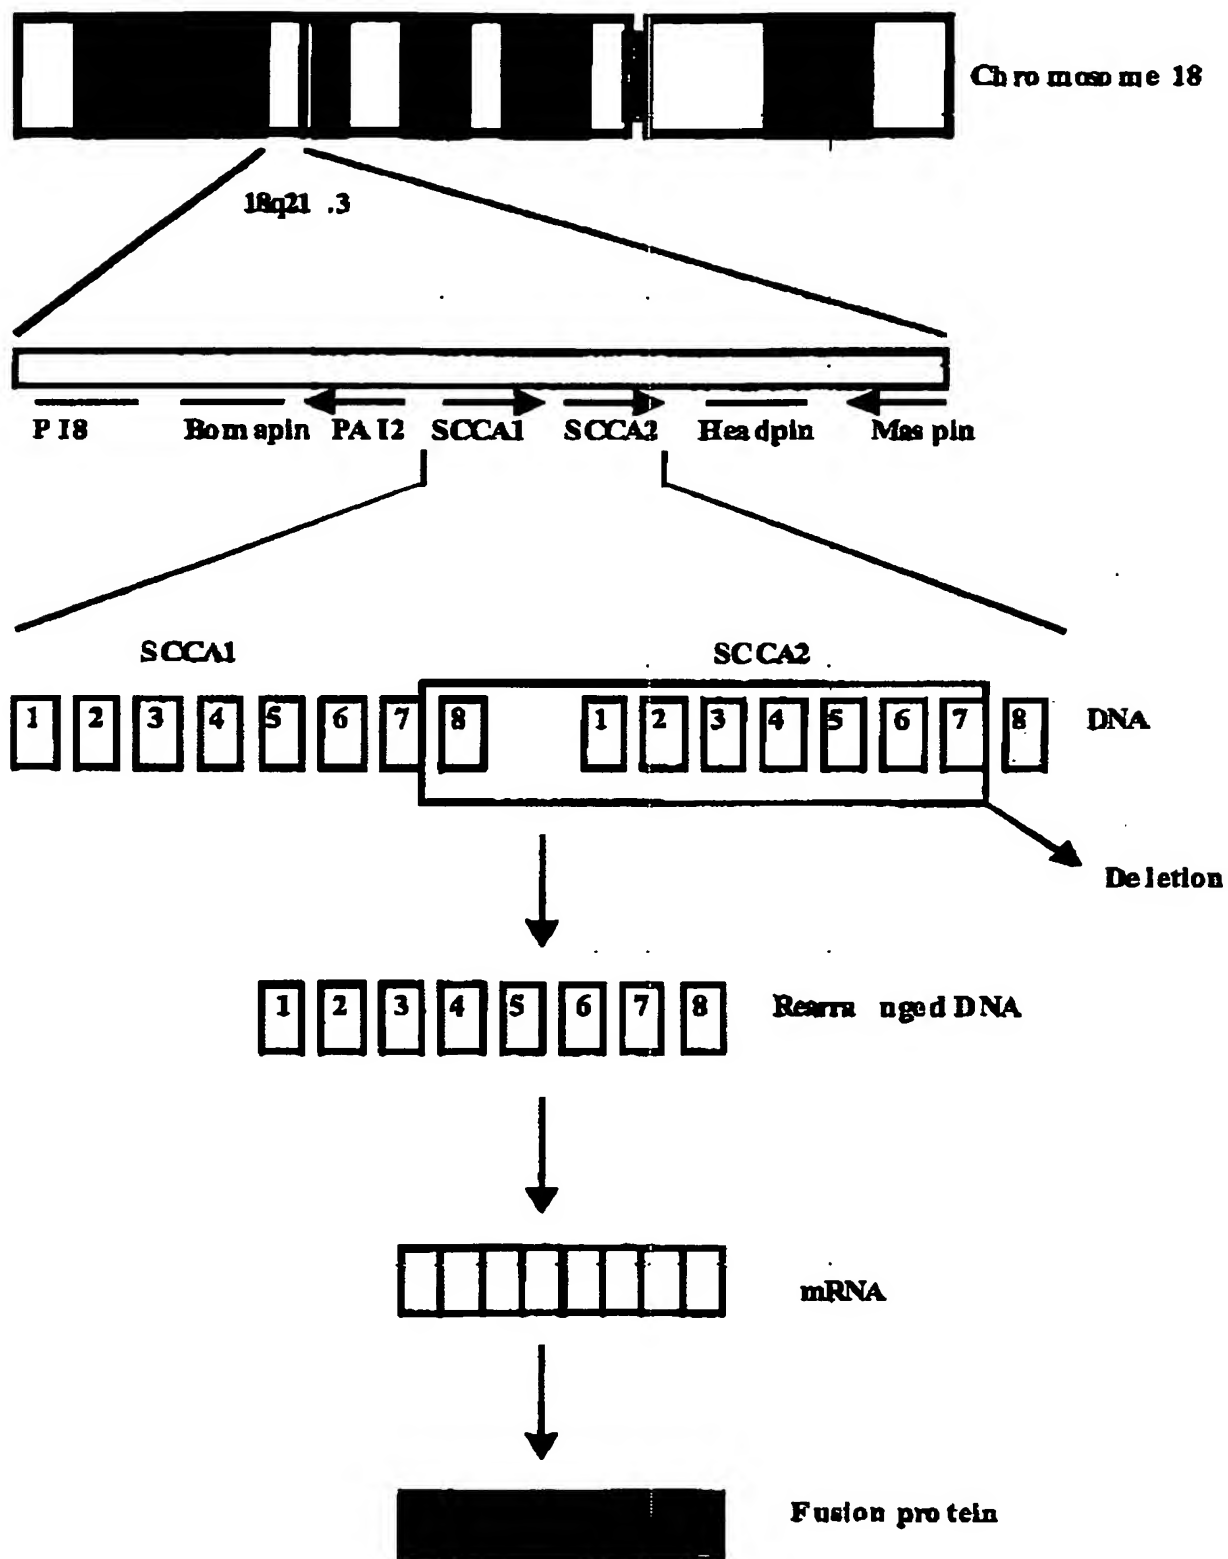 Chromosome 18
18q21 .3
PI8 Bomapin PAI2 SCCA1 SCCA2 Headpin Maspin
SCCA1 SCCA2
1 2 3 4 5 6 7 8 1 2 3 4 5 6 7 8 DNA
Deletion
1 2 3 4 5 6 7 8 Rearra nged DNA
mRNA
Fusion protein